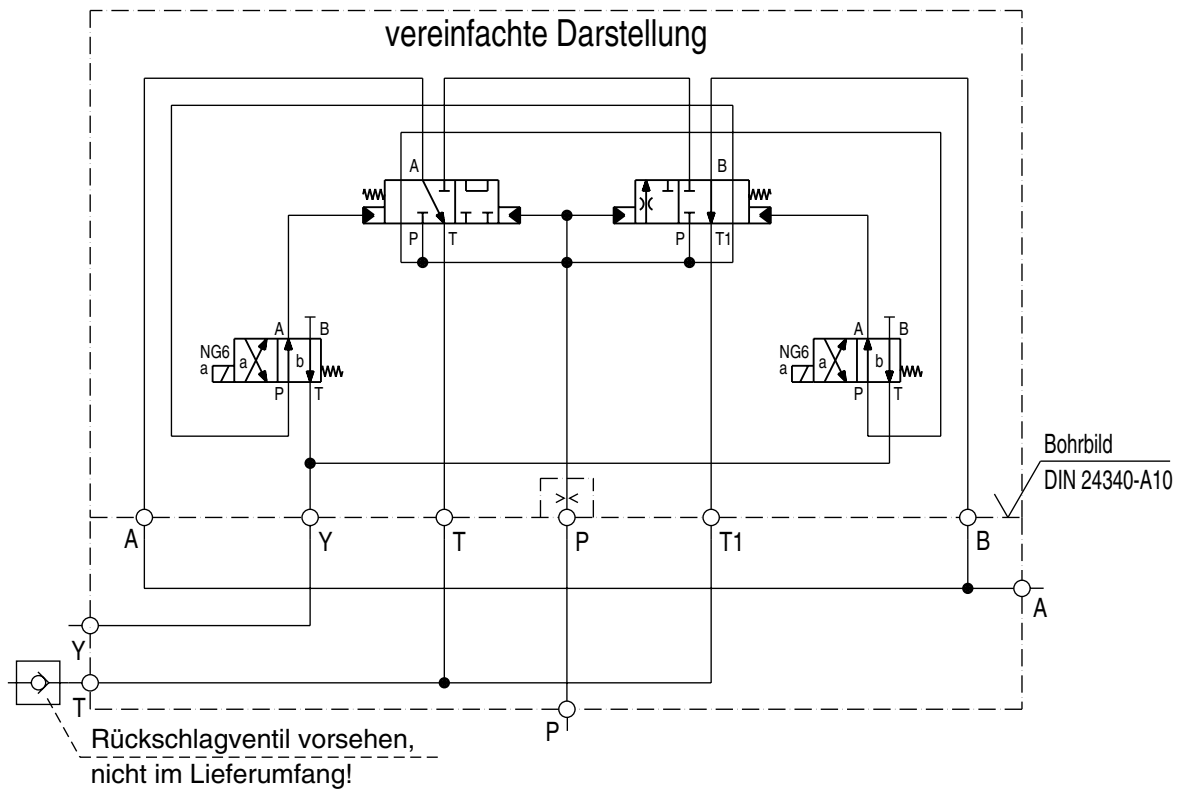 vereinfachte Darstellung
A
B
P
T
P
T1
A
B
NG6
a
a
b
P
T
A
B
NG6
a
a
b
P
T
Bohrbild
DIN 24340-A10
A
Y
T
P
T1
B
A
Y
T
P
Rückschlagventil vorsehen,
nicht im Lieferumfang!